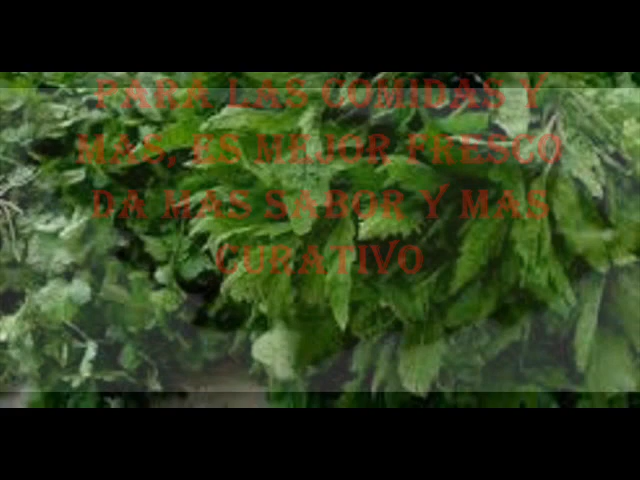 PARA LAS COMIDAS Y
MAS, ES MEJOR FRESCO
DA MAS SABOR Y MAS
CURATIVO